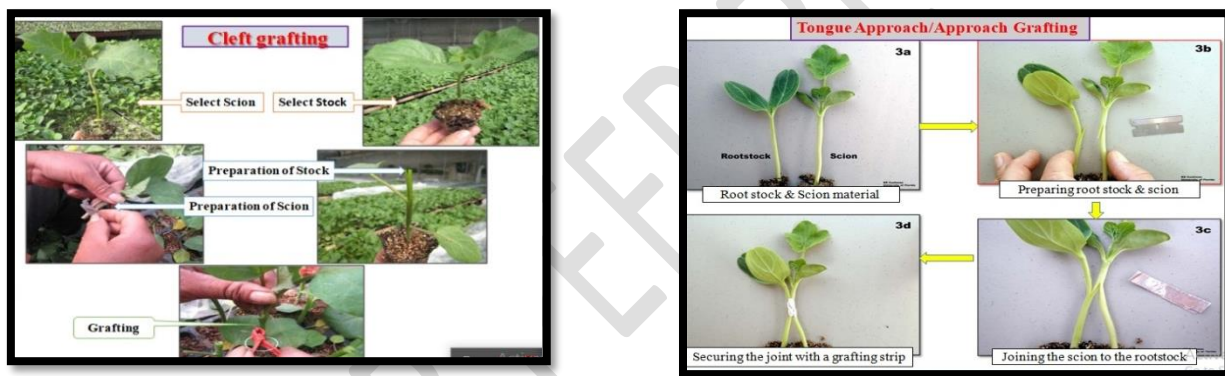 Cleft grafting
Select Scion
Select Stock
Preparation of Stock
Preparation of Scion
Grafting
Tongue Approach/Approach Grafting
3a
Rootstock
Scion
Root stock & Scion material
3b
Preparing root stock & scion
3d
Securing the joint with a grafting strip
3c
Joining the scion to the rootstock